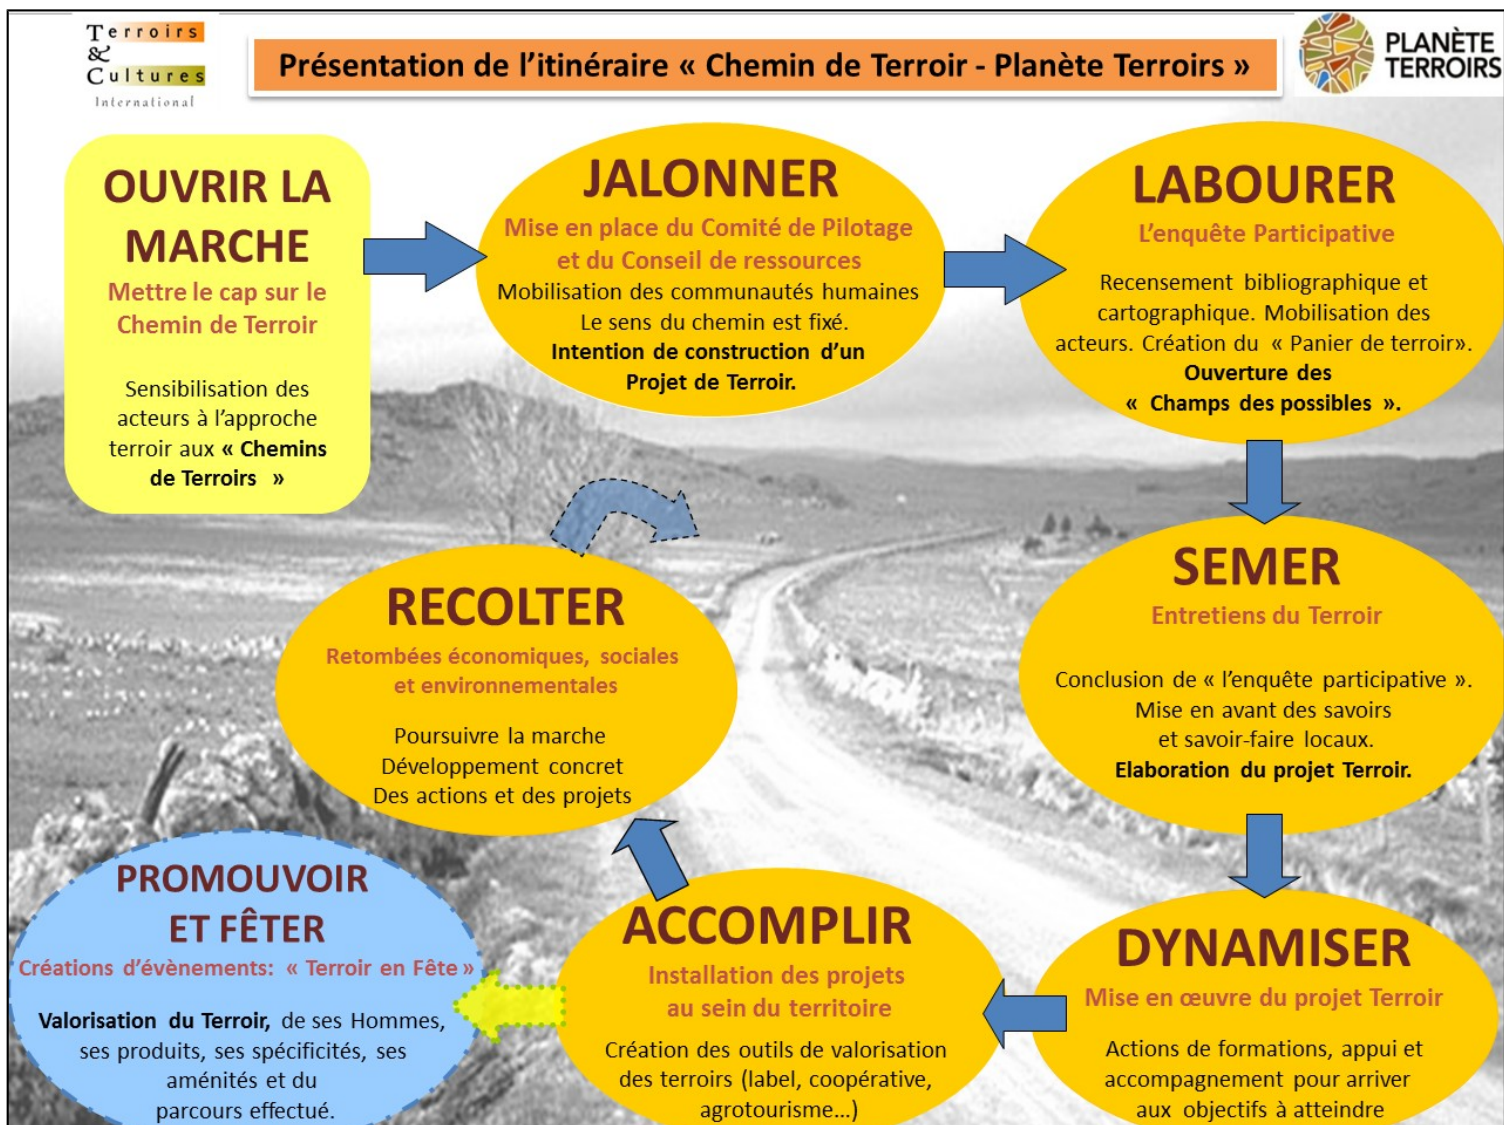 Terroirs
&
Cultures
International
Présentation de l'itinéraire « Chemin de Terroir - Planète Terroirs »
PLANÈTE
TERROIRS
OUVRIR LA
MARCHE
Mettre le cap sur le
Chemin de Terroir
Sensibilisation des
acteurs à l'approche
terroir aux « Chemins
de Terroirs »
JALONNER
Mise en place du Comité de Pilotage
et du Conseil de ressources
Mobilisation des communautés humaines
Le sens du chemin est fixé.
Intention de construction d'un
Projet de Terroir.
LABOURER
L'enquête Participative
Recensement bibliographique et
cartographique. Mobilisation des
acteurs. Création du « Panier de terroir».
Ouverture des
« Champs des possibles ».
SEMER
Entretiens du Terroir
Conclusion de « l'enquête participative ».
Mise en avant des savoirs
et savoir-faire locaux.
Elaboration du projet Terroir.
DYNAMISER
Mise en œuvre du projet Terroir
Actions de formations, appui et
accompagnement pour arriver
aux objectifs à atteindre
ACCOMPLIR
Installation des projets
au sein du territoire
Création des outils de valorisation
des terroirs (label, coopérative,
agrotourisme...)
RECOLTER
Retombées économiques, sociales
et environnementales
Poursuivre la marche
Développement concret
Des actions et des projets
PROMOUVOIR
ET FÊTER
Créations d'évènements: « Terroir en Fête »
Valorisation du Terroir, de ses Hommes,
ses produits, ses spécificités, ses
aménités et du
parcours effectué.